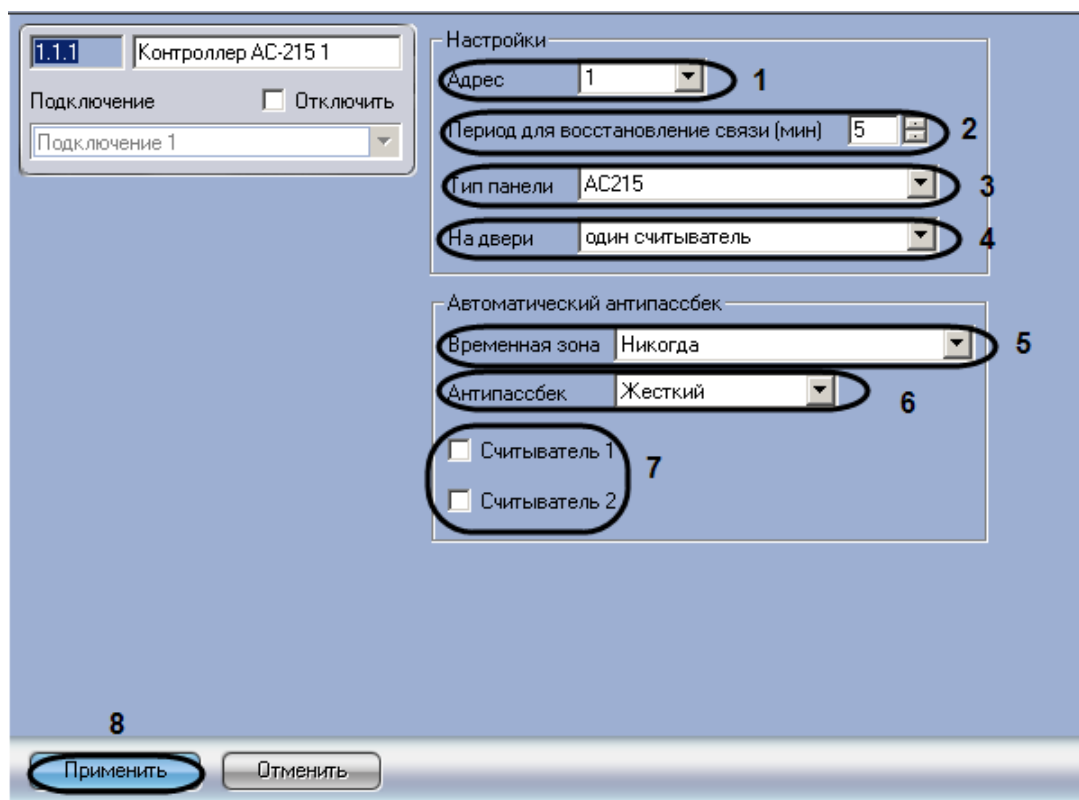 1.1.1 Контроллер AC-215 1
Подключение Отключить
Подключение 1
Настройки
Адрес 1 1
Период для восстановление связи (мин) 5 2
Тип панели AC215 3
На двери один считыватель 4
Автоматический антипассбек
Временная зона Никогда 5
Антипассбек Жесткий 6
Считыватель 1
7
Считыватель 2
8
Применить Отменить